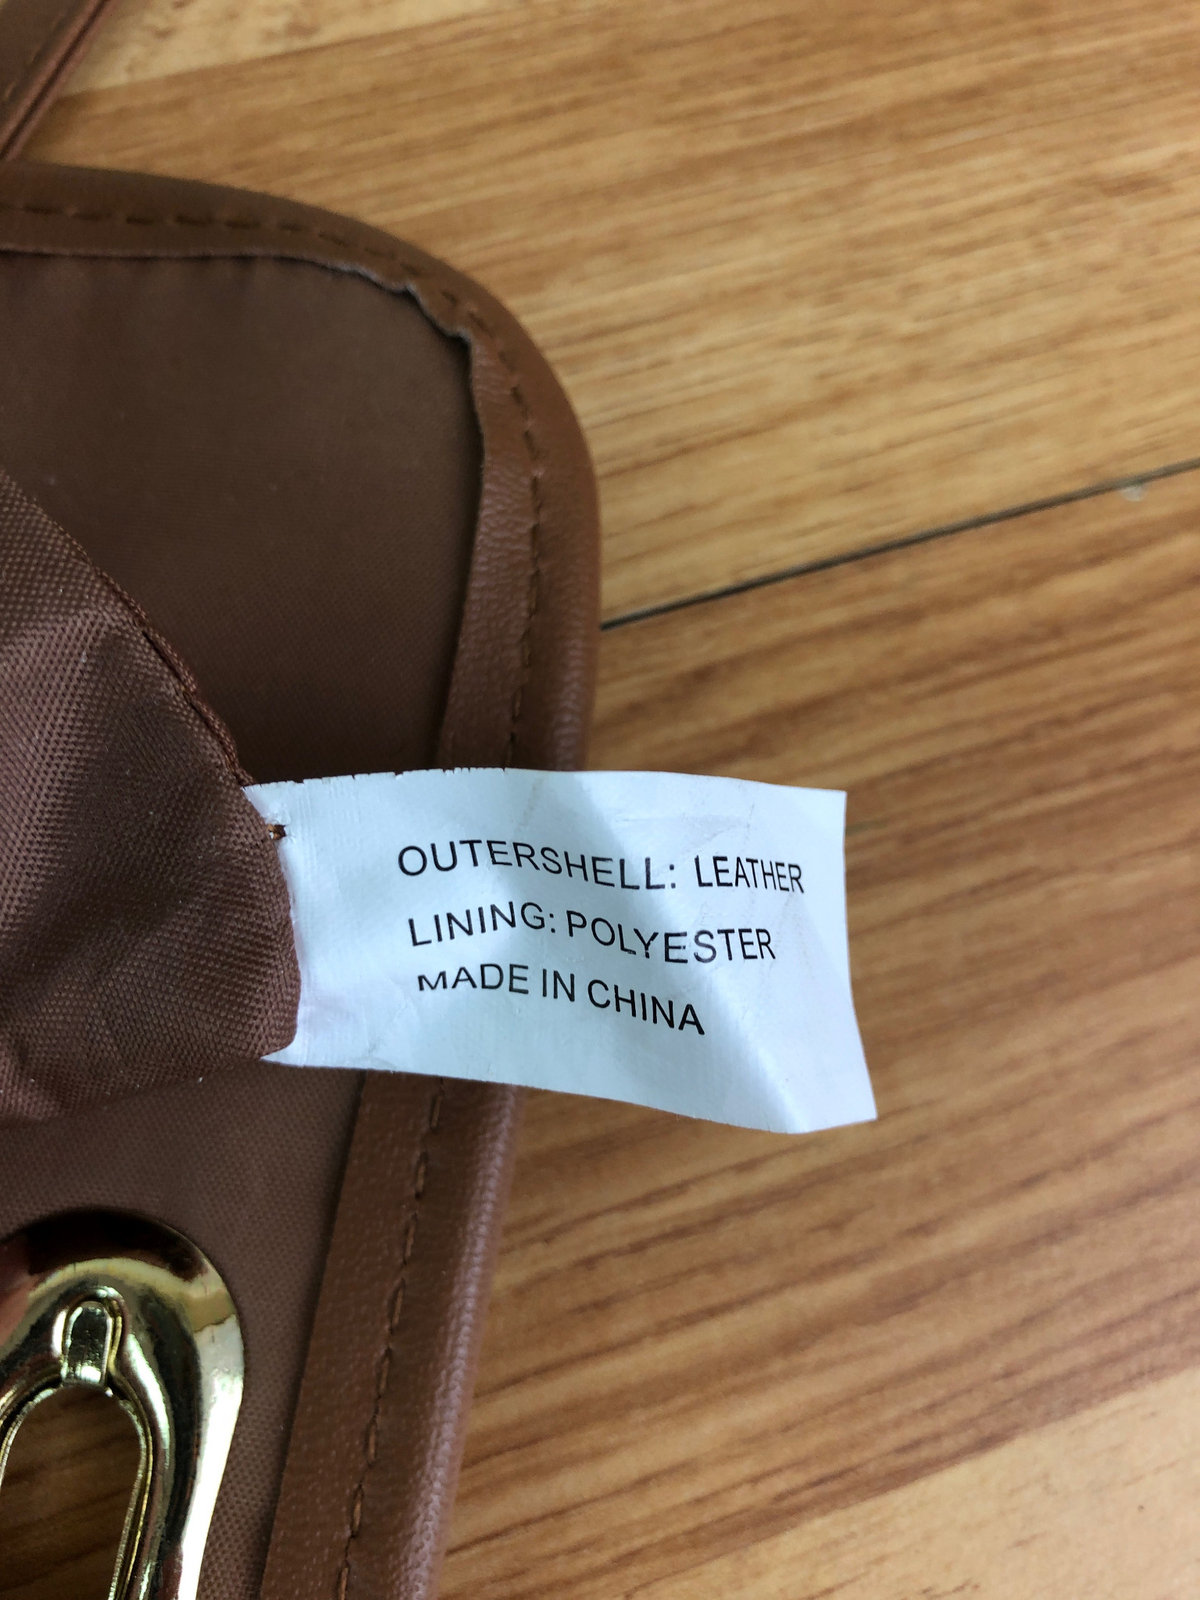 OUTERSHELL: LEATHER
LINING: POLYESTER
MADE IN CHINA